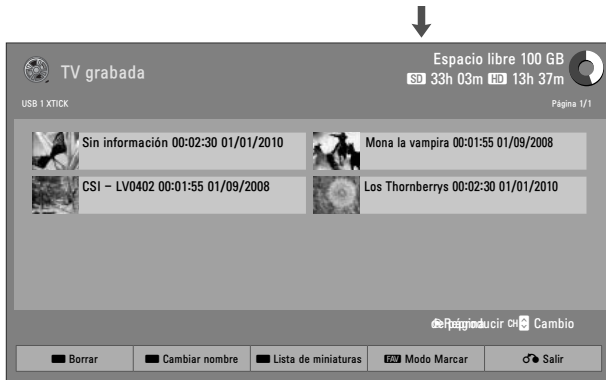 TV grabada
Espacio libre 100 GB
SD 33h 03m HD 13h 37m
USB 1 XTICK
Página 1/1
Sin información 00:02:30 01/01/2010
Mona la vampira 00:01:55 01/09/2008
CSI – LV0402 00:01:55 01/09/2008
Los Thornberrys 00:02:30 01/01/2010
CH Cambio
Borrar
Cambiar nombre
Lista de miniaturas
FAV Modo Marcar
Salir